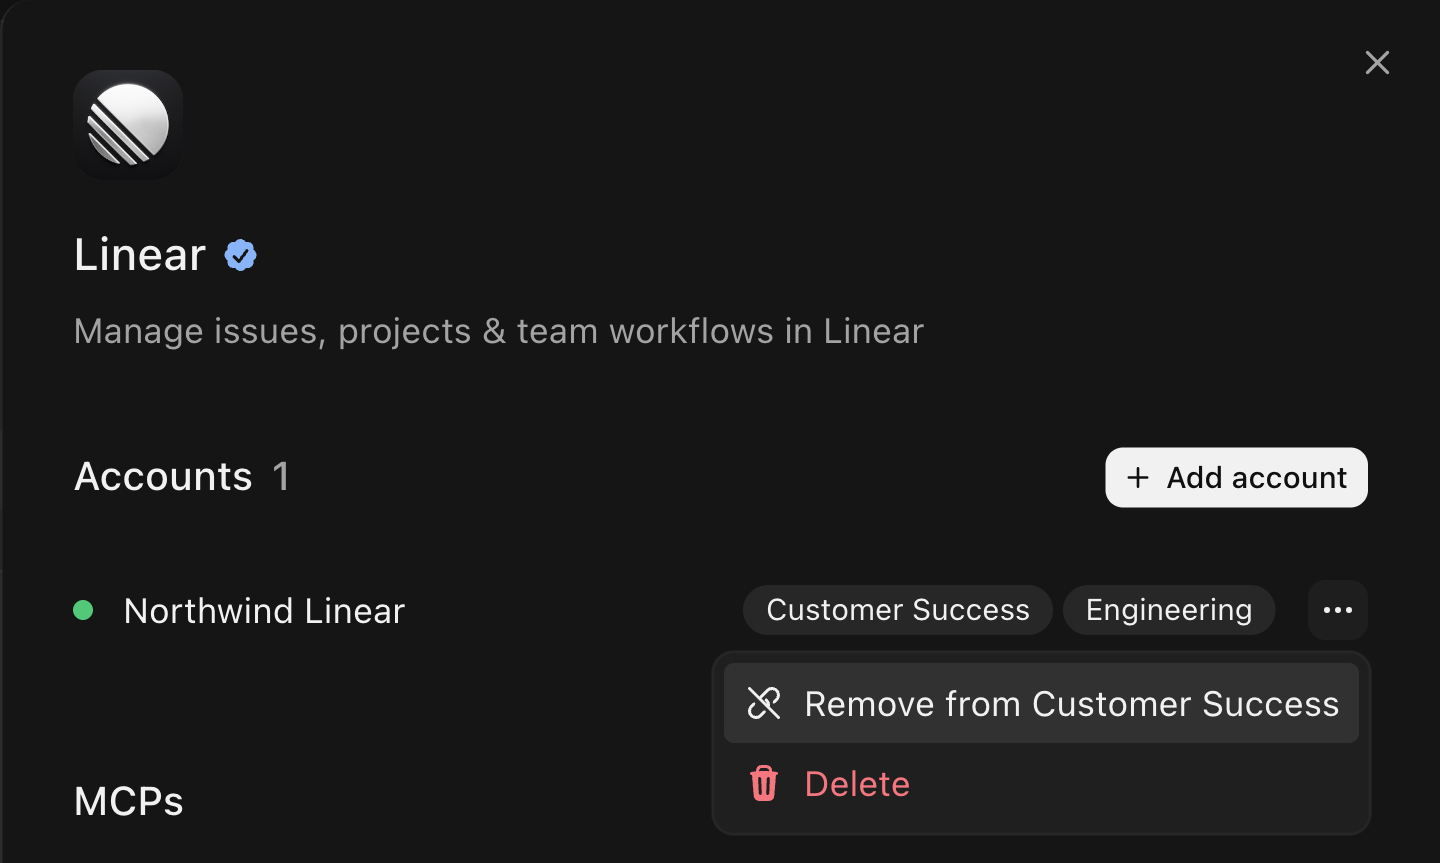 Linear
Manage issues, projects & team workflows in Linear
Accounts 1
+ Add account
Northwind Linear
Customer Success
Engineering
Remove from Customer Success
Delete
MCPs